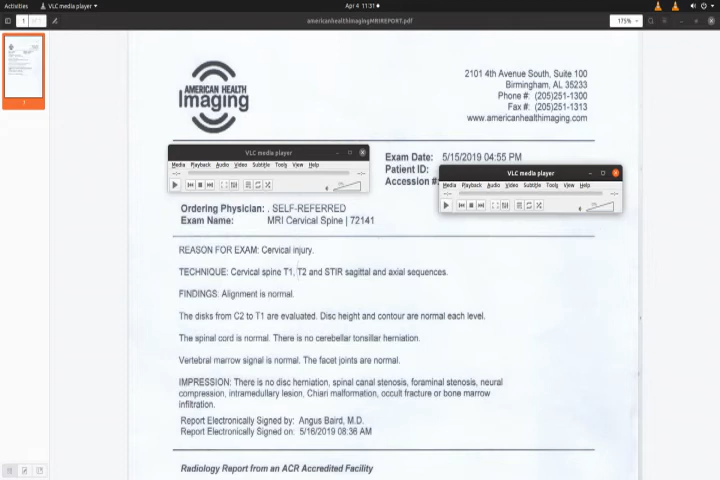 Activities
VLC media player
Apr 4 11:31
1
americanhealthImagingMRIREPORT.pdf
175%
1
AMERICAN HEALTH
Imaging
2101 4th Avenue South, Suite 100
Birmingham, AL 35233
Phone #: (205)251-1300
Fax #: (205)251-1313
www.americanhealthimaging.com
VLC media player
Media Playback Audio Video Subtitle Tools View Help
Exam Date: 5/15/2019 04:55 PM
Patient ID:
Accession #
VLC media player
Media Playback Audio Video Subtitle Tools View Help
Ordering Physician: . SELF-REFERRED
Exam Name: MRI Cervical Spine | 72141
REASON FOR EXAM: Cervical injury.
TECHNIQUE: Cervical spine T1, T2 and STIR sagittal and axial sequences.
FINDINGS: Alignment is normal.
The disks from C2 to T1 are evaluated. Disc height and contour are normal each level.
The spinal cord is normal. There is no cerebellar tonsillar herniation.
Vertebral marrow signal is normal. The facet joints are normal.
IMPRESSION: There is no disc herniation, spinal canal stenosis, foraminal stenosis, neural
compression, intramedullary lesion, Chiari malformation, occult fracture or bone marrow
infiltration.
Report Electronically Signed by: Angus Baird, M.D.
Report Electronically Signed on: 5/16/2019 08:36 AM
Radiology Report from an ACR Accredited Facility